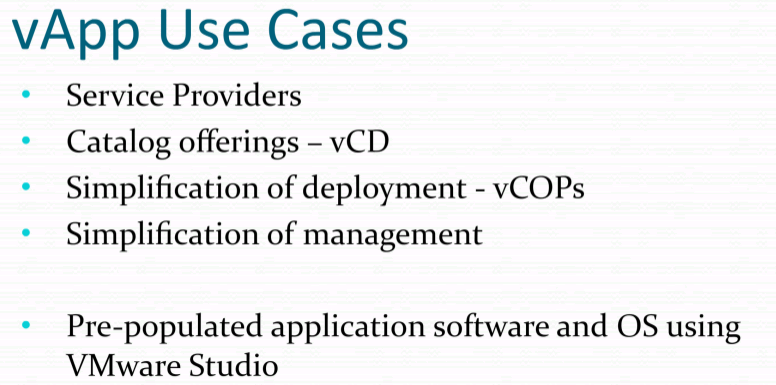 vApp Use Cases
• Service Providers
• Catalog offerings – vCD
• Simplification of deployment - vCOPs
• Simplification of management
• Pre-populated application software and OS using
VMware Studio